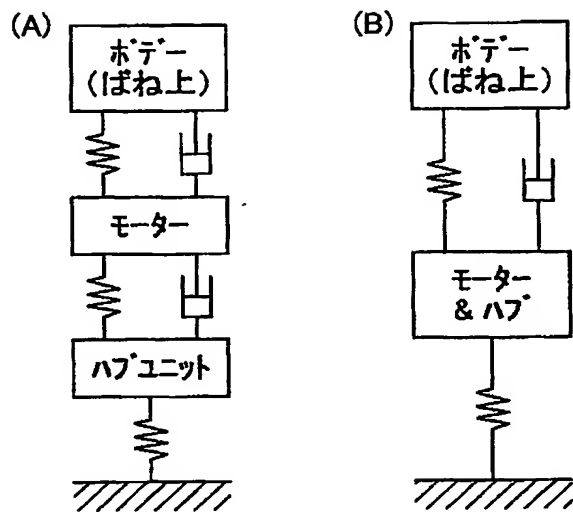 (A)
ボデー
(ばね上)
モーター
ハブユニット
(B)
ボデー
(ばね上)
モーター
& ハブ